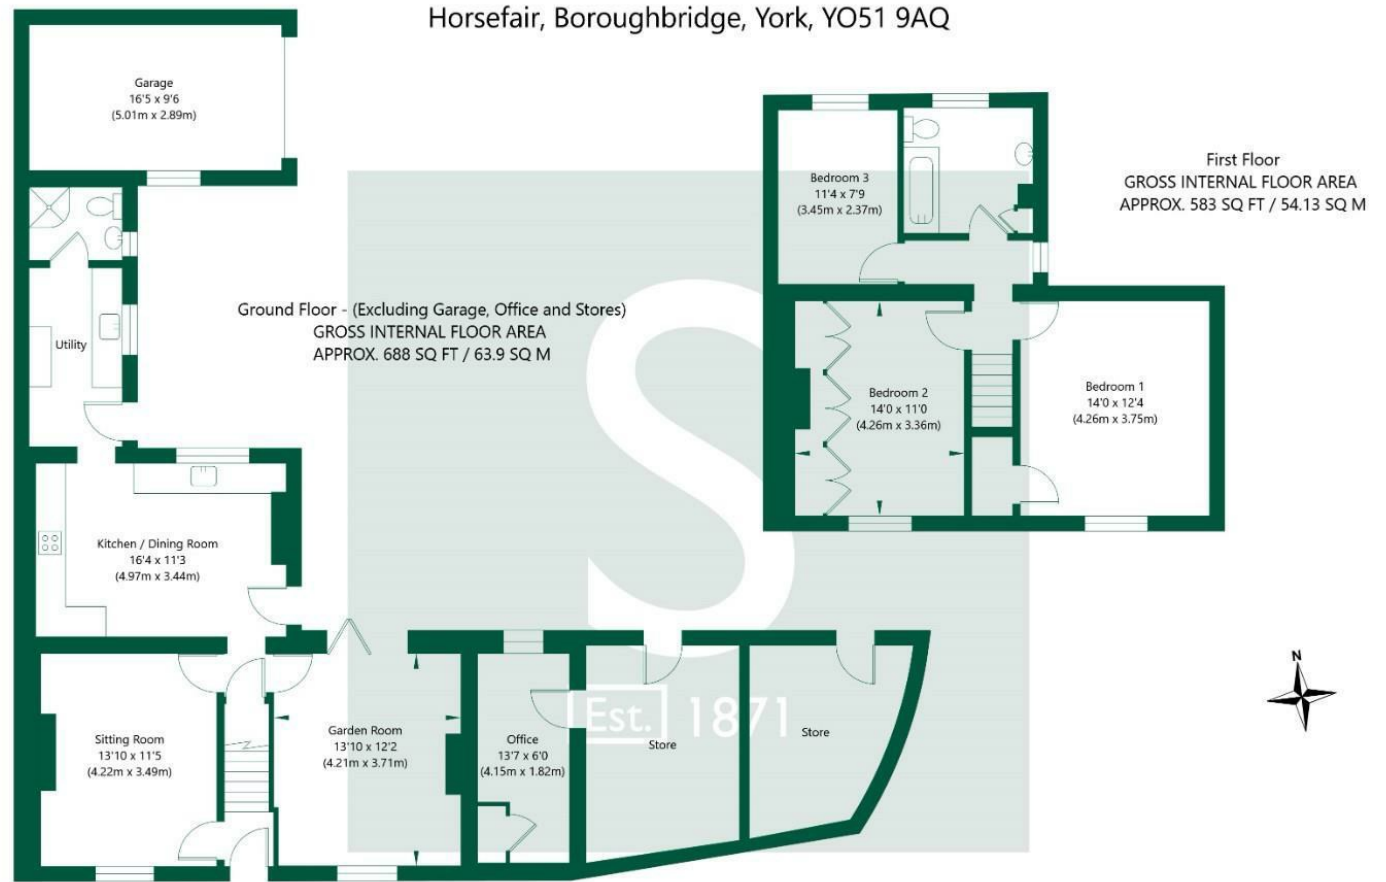 Horsefair, Boroughbridge, York, YO51 9AQ
Garage
16'5 x 9'6
(5.01m x 2.89m)
Bedroom 3
11'4 x 7'9
(3.45m x 2.37m)
First Floor
GROSS INTERNAL FLOOR AREA
APPROX. 583 SQ FT / 54.13 SQ M
Ground Floor - (Excluding Garage, Office and Stores)
GROSS INTERNAL FLOOR AREA
APPROX. 688 SQ FT / 63.9 SQ M
Utility
Bedroom 2
14'0 x 11'0
(4.26m x 3.36m)
Bedroom 1
14'0 x 12'4
(4.26m x 3.75m)
Kitchen / Dining Room
16'4 x 11'3
(4.97m x 3.44m)
S
Est. 1871
N
Sitting Room
13'10 x 11'5
(4.22m x 3.49m)
Garden Room
13'10 x 12'2
(4.21m x 3.71m)
Office
13'7 x 6'0
(4.15m x 1.82m)
Store
Store